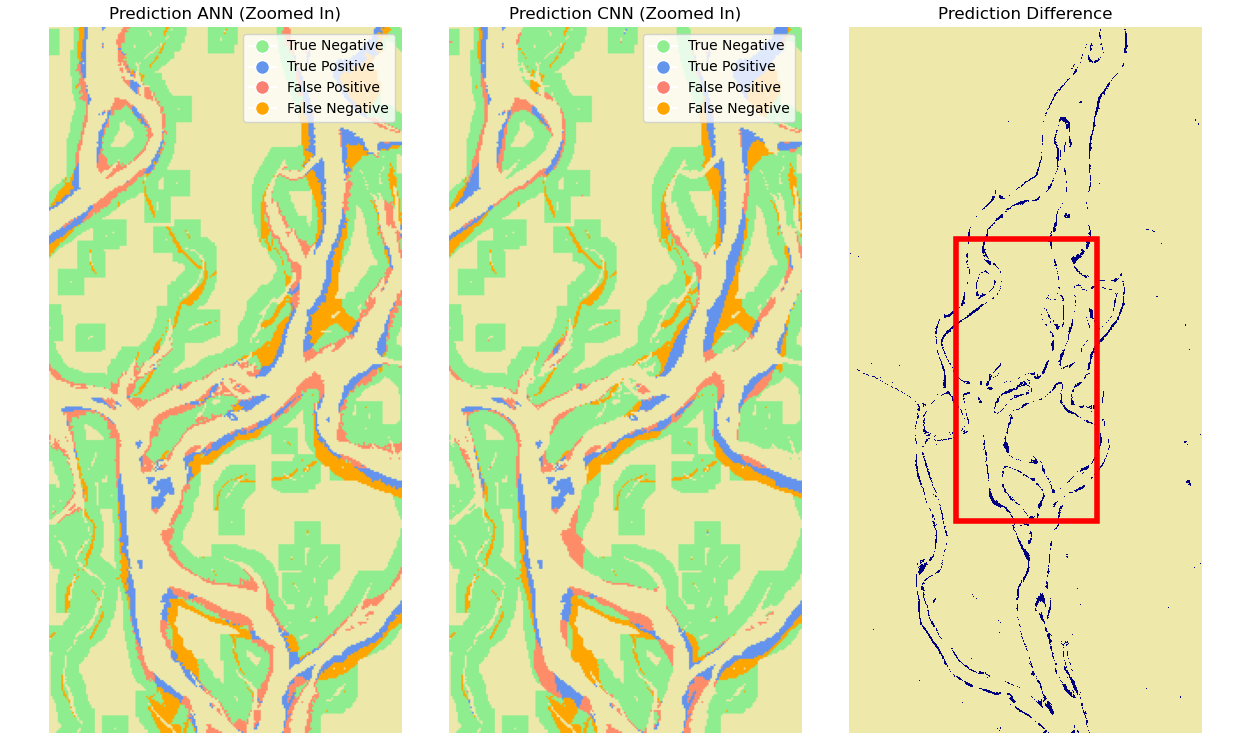 Prediction ANN (Zoomed In)
Prediction CNN (Zoomed In)
Prediction Difference
True Negative
True Positive
False Positive
False Negative
True Negative
True Positive
False Positive
False Negative